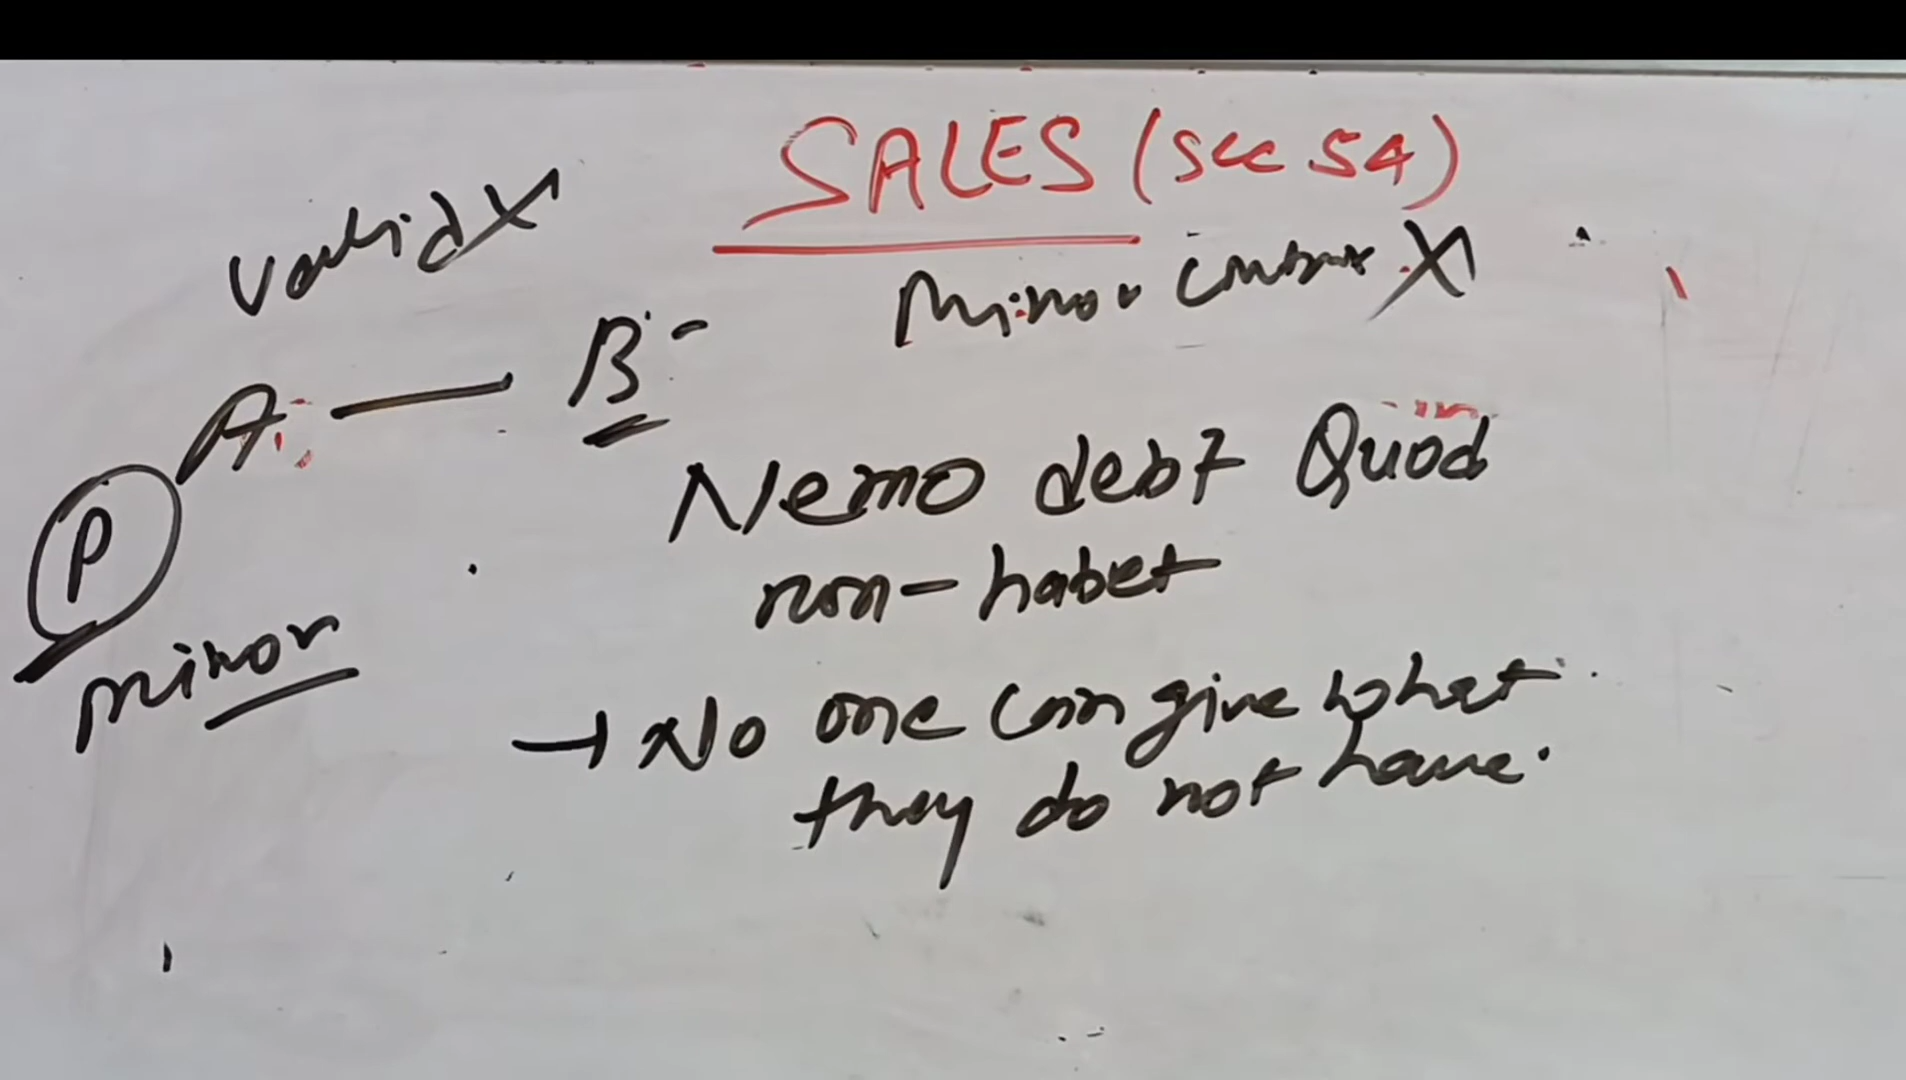 SALES (Sec 54)
Valid X
Minor contrac X
A — B
P
minor
Nemo debt Quod
non-habet
→ No one can give what
they do not have.